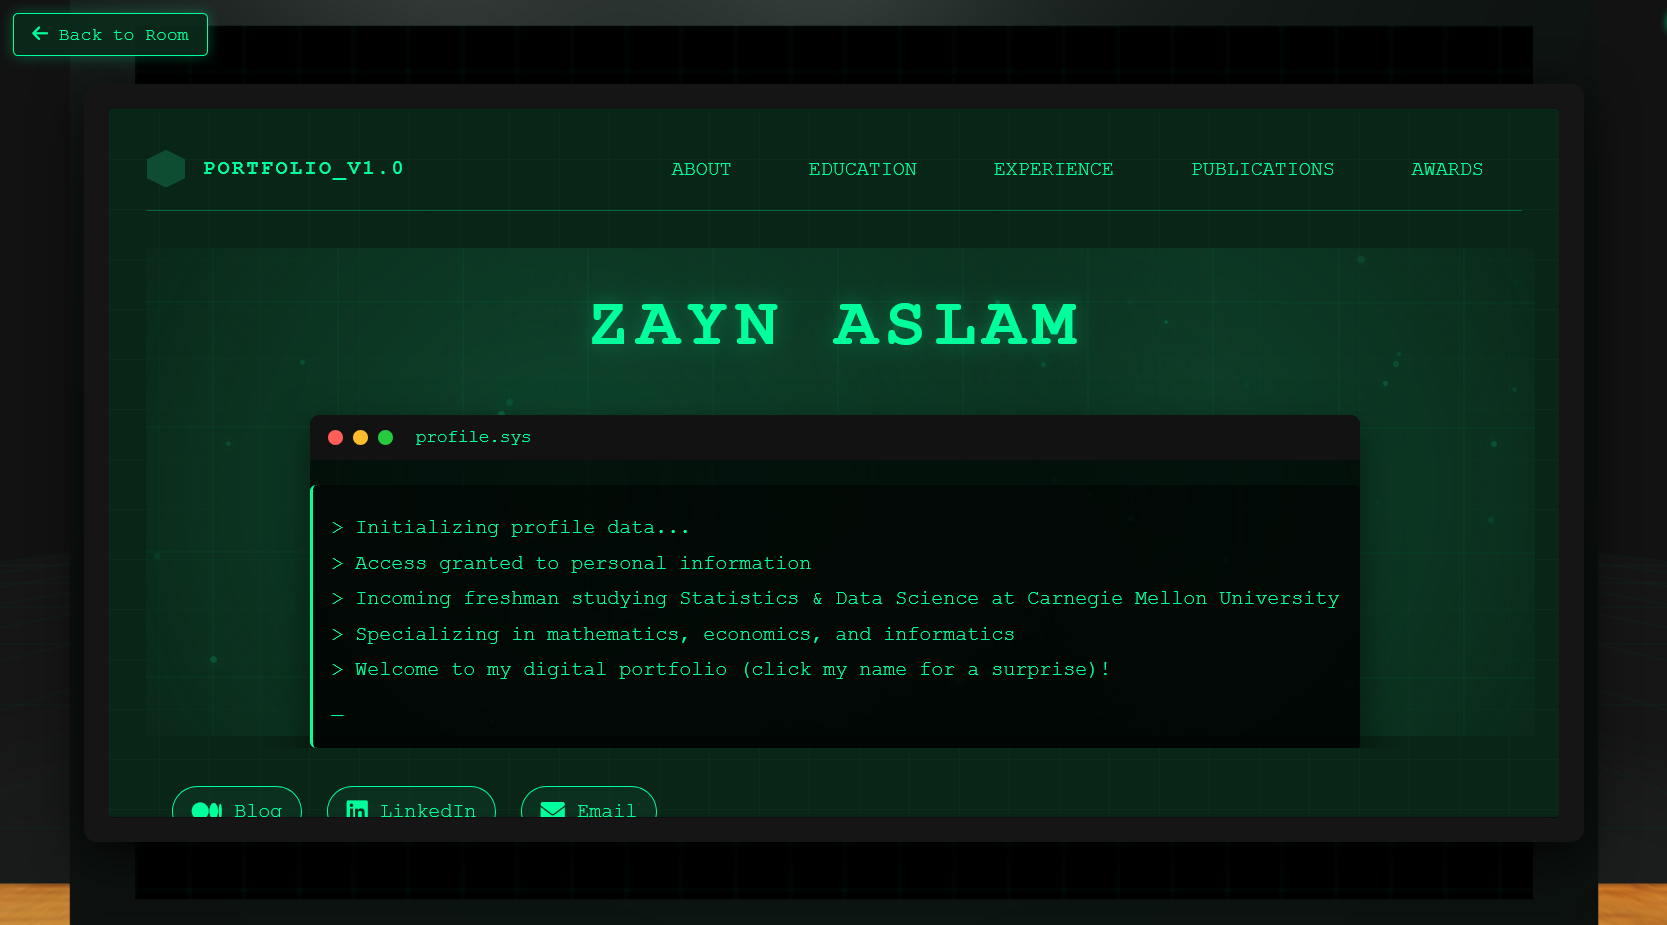 Back to Room
PORTFOLIO_V1.0
ABOUT
EDUCATION
EXPERIENCE
PUBLICATIONS
AWARDS
ZAYN ASLAM
profile.sys
> Initializing profile data...
> Access granted to personal information
> Incoming freshman studying Statistics & Data Science at Carnegie Mellon University
> Specializing in mathematics, economics, and informatics
> Welcome to my digital portfolio (click my name for a surprise)!
_
Blog
LinkedIn
Email